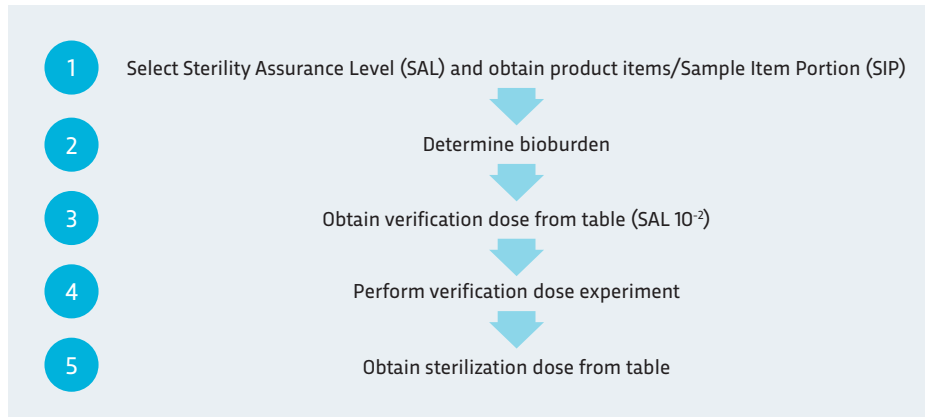 1 Select Sterility Assurance Level (SAL) and obtain product items/Sample Item Portion (SIP)
2 Determine bioburden
3 Obtain verification dose from table (SAL 10⁻²)
4 Perform verification dose experiment
5 Obtain sterilization dose from table